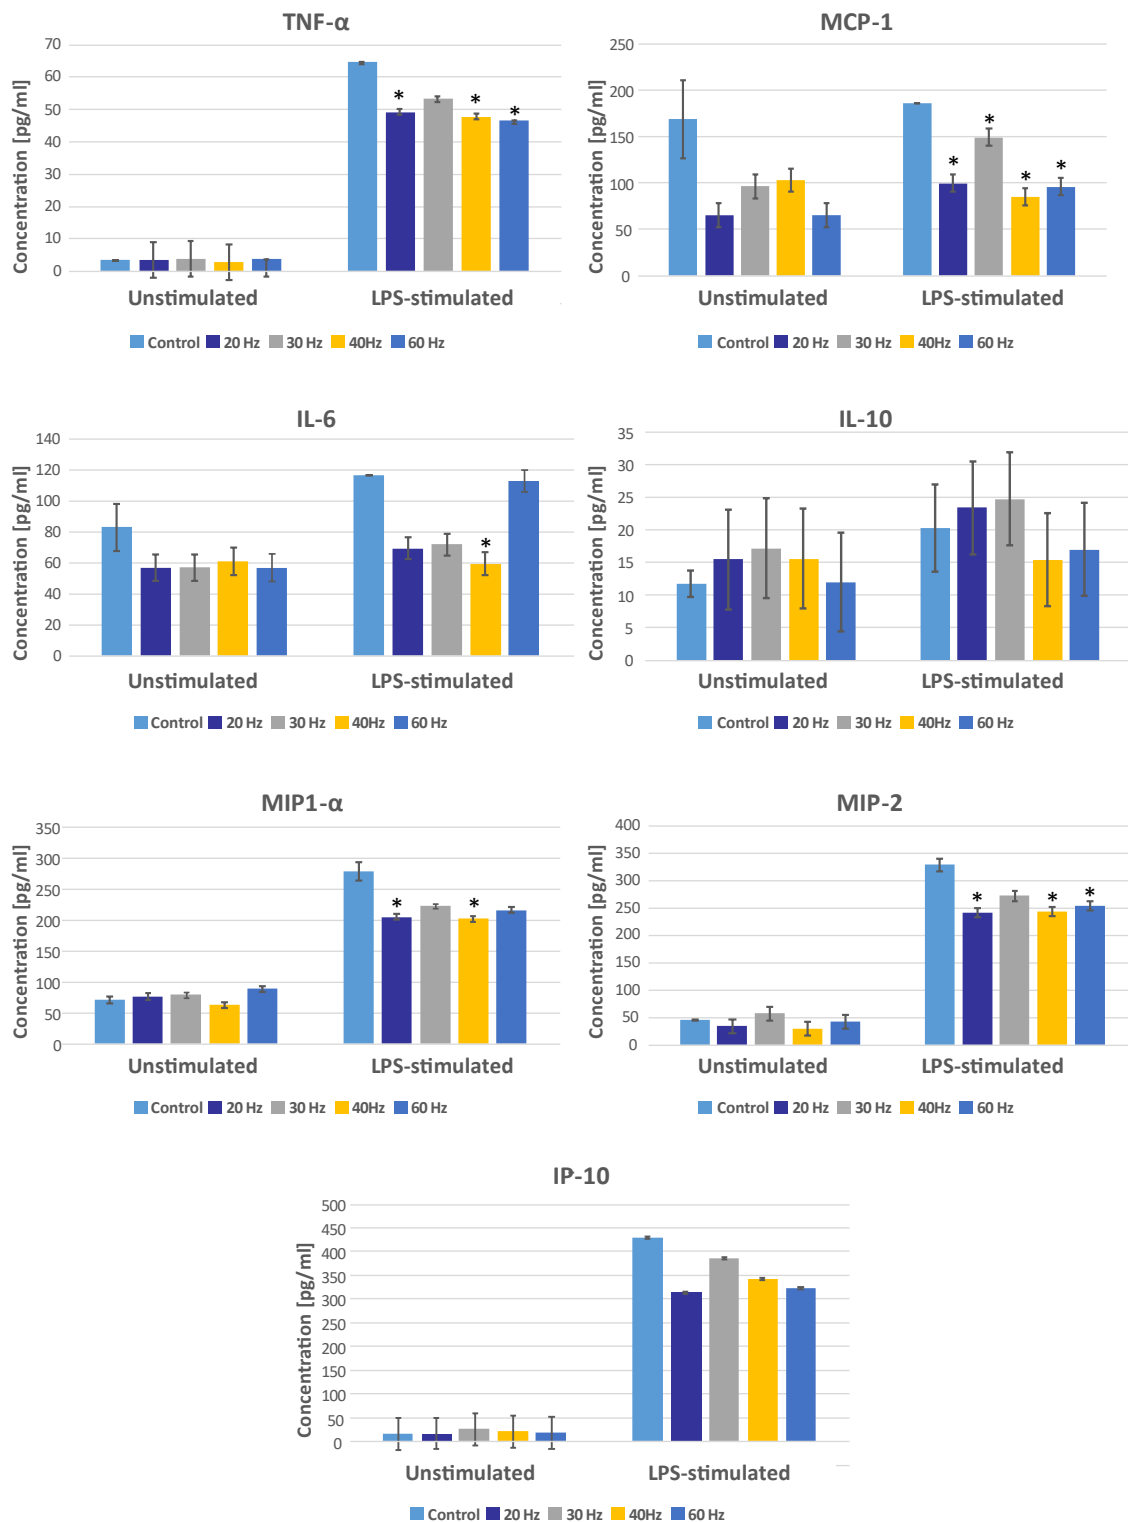 TNF-α
Concentration [pg/ml]
70
60
50
40
30
20
10
0
* * *
Unstimulated LPS-stimulated
Control 20 Hz 30 Hz 40Hz 60 Hz
MCP-1
Concentration [pg/ml]
250
200
150
100
50
0
* * * *
Unstimulated LPS-stimulated
Control 20 Hz 30 Hz 40Hz 60 Hz
IL-6
Concentration [pg/ml]
140
120
100
80
60
40
20
0
*
Unstimulated LPS-stimulated
Control 20 Hz 30 Hz 40Hz 60 Hz
IL-10
Concentration [pg/ml]
35
30
25
20
15
10
5
0
Unstimulated LPS-stimulated
Control 20 Hz 30 Hz 40Hz 60 Hz
MIP1-α
Concentration [pg/ml]
350
300
250
200
150
100
50
0
* *
Unstimulated LPS-stimulated
Control 20 Hz 30 Hz 40Hz 60 Hz
MIP-2
Concentration [pg/ml]
400
350
300
250
200
150
100
50
0
* * *
Unstimulated LPS-stimulated
Control 20 Hz 30 Hz 40Hz 60 Hz
IP-10
Concentration [pg/ml]
500
450
400
350
300
250
200
150
100
50
0
Unstimulated LPS-stimulated
Control 20 Hz 30 Hz 40Hz 60 Hz